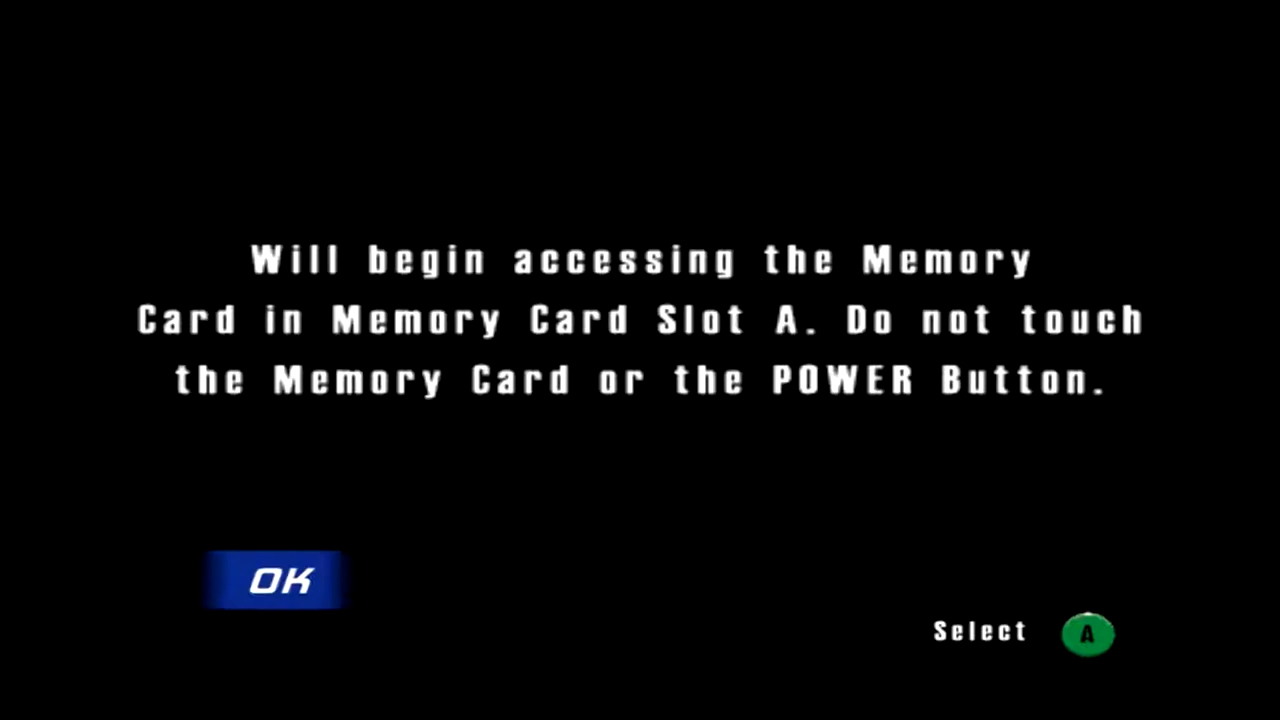 Will begin accessing the Memory
Card in Memory Card Slot A. Do not touch
the Memory Card or the POWER Button.
OK
Select A